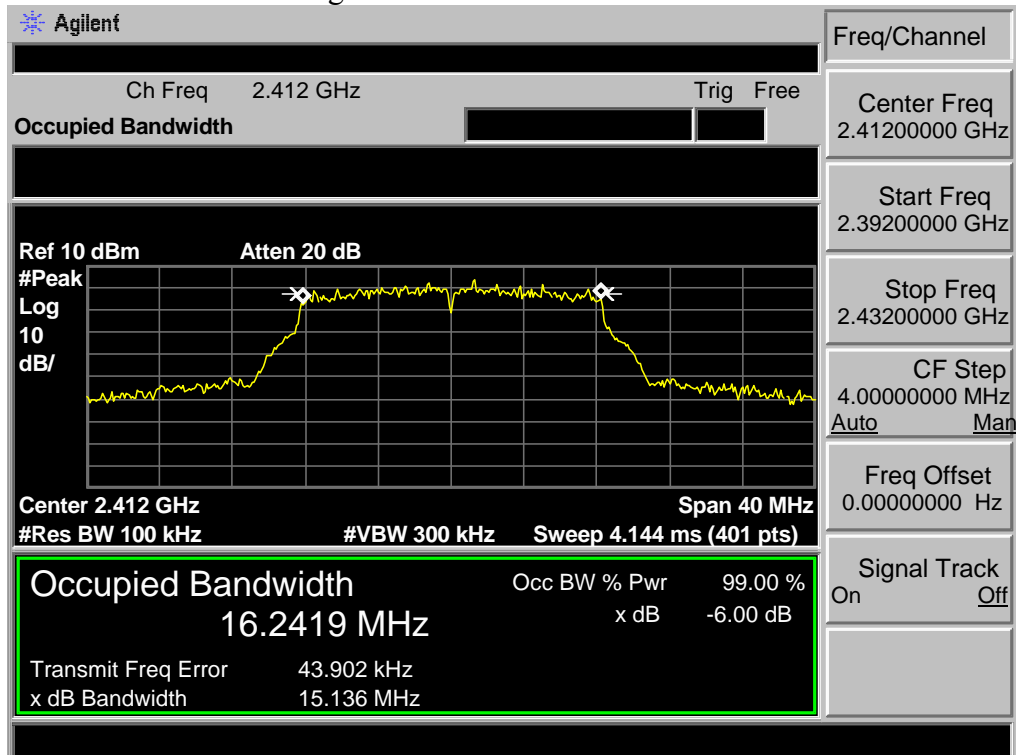 Agilent
Freq/Channel
Ch Freq 2.412 GHz Trig Free
Occupied Bandwidth
Center Freq
2.41200000 GHz
Start Freq
2.39200000 GHz
Stop Freq
2.43200000 GHz
CF Step
4.00000000 MHz
Auto Man
Freq Offset
0.00000000 Hz
Signal Track
On Off
Ref 10 dBm Atten 20 dB
#Peak
Log
10
dB/
Center 2.412 GHz Span 40 MHz
#Res BW 100 kHz #VBW 300 kHz Sweep 4.144 ms (401 pts)
Occupied Bandwidth Occ BW % Pwr 99.00 %
16.2419 MHz x dB -6.00 dB
Transmit Freq Error 43.902 kHz
x dB Bandwidth 15.136 MHz